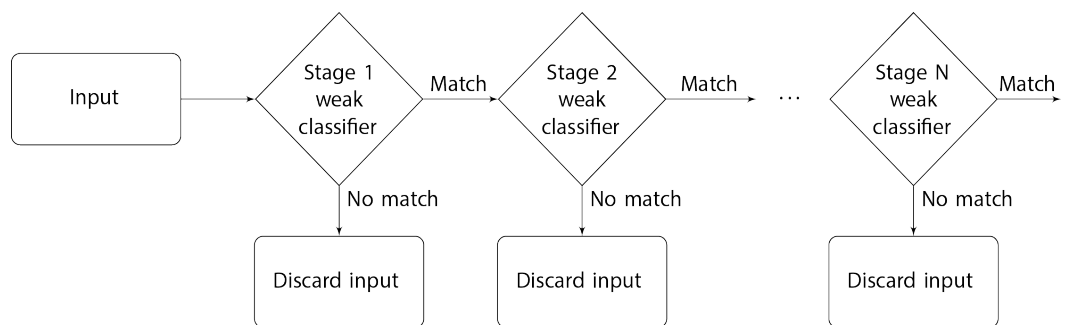 Input
Stage 1
weak
classifier
Match
Stage 2
weak
classifier
Match
...
Stage N
weak
classifier
Match
No match
No match
No match
Discard input
Discard input
Discard input